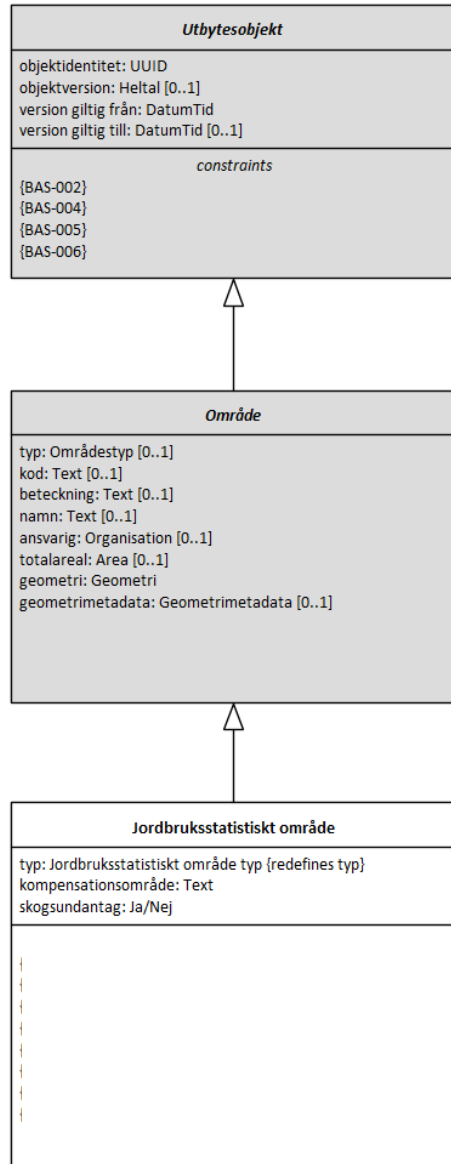 Utbytesobjekt
objektidentitet: UUID
objektversion: Heltal [0..1]
version giltig från: DatumTid
version giltig till: DatumTid [0..1]
constraints
{BAS-002}
{BAS-004}
{BAS-005}
{BAS-006}
Område
typ: Områdestyp [0..1]
kod: Text [0..1]
beteckning: Text [0..1]
namn: Text [0..1]
ansvarig: Organisation [0..1]
totalareal: Area [0..1]
geometri: Geometri
geometrimetadata: Geometrimetadata [0..1]
Jordbruksstatistiskt område
typ: Jordbruksstatistiskt område typ {redefines typ}
kompensationsområde: Text
skogsundantag: Ja/Nej
{
{
{
{
{
{
{
{